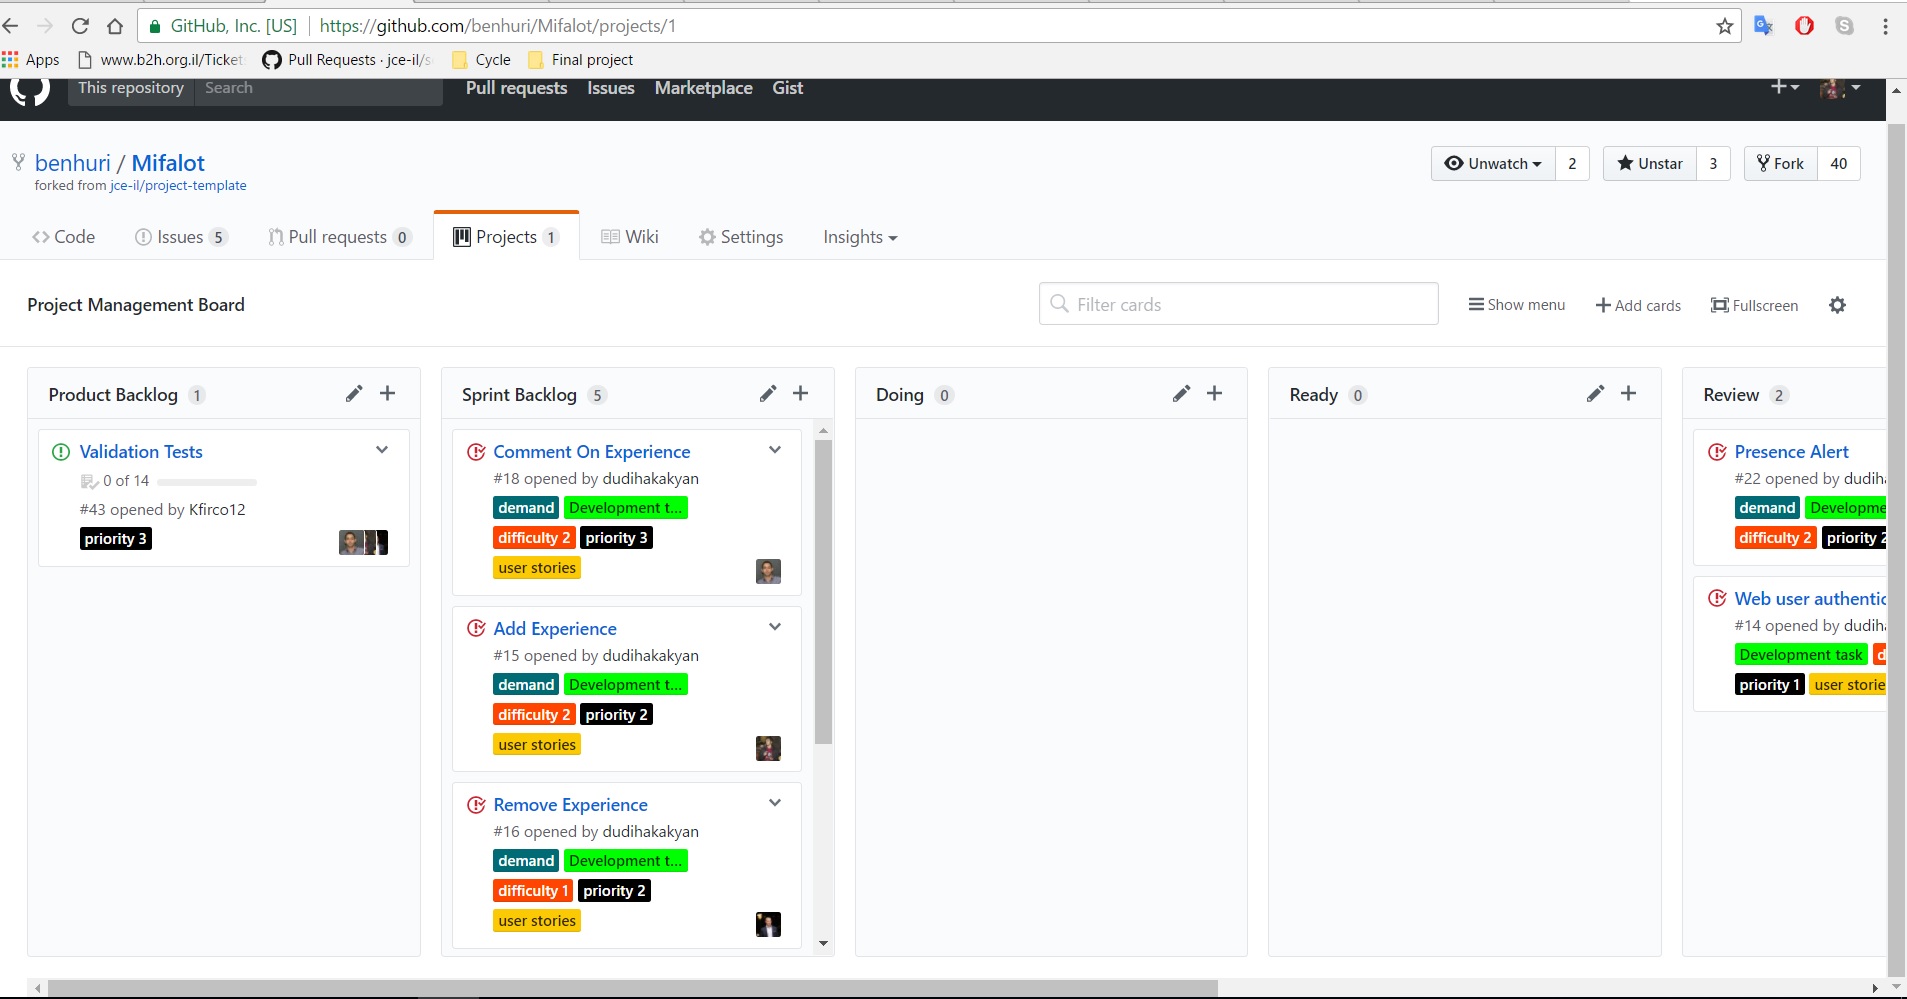 GitHub, Inc. [US] https://github.com/benhuri/Mifalot/projects/1
Apps www.b2h.org.il/Ticket Pull Requests · jce-il/s Cycle Final project
This repository Search Pull requests Issues Marketplace Gist
benhuri / Mifalot Unwatch 2 Unstar 3 Fork 40
forked from jce-il/project-template
Code Issues 5 Pull requests 0 Projects 1 Wiki Settings Insights
Project Management Board Filter cards Show menu Add cards Fullscreen
Product Backlog 1
Validation Tests
0 of 14
#43 opened by Kfirco12
priority 3
Sprint Backlog 5
Comment On Experience
#18 opened by dudihakakyan
demand Development t...
difficulty 2 priority 3
user stories
Add Experience
#15 opened by dudihakakyan
demand Development t...
difficulty 2 priority 2
user stories
Remove Experience
#16 opened by dudihakakyan
demand Development t...
difficulty 1 priority 2
user stories
Doing 0
Ready 0
Review 2
Presence Alert
#22 opened by dudiha
demand Developme
difficulty 2 priority 2
Web user authentic
#14 opened by dudiha
Development task d
priority 1 user storie